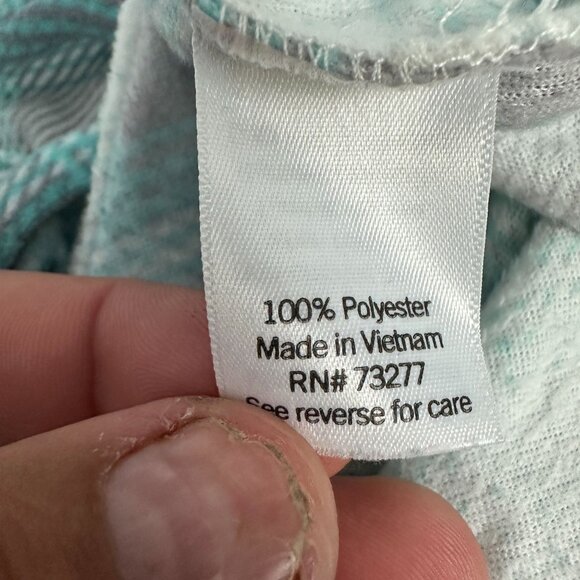 100% Polyester
Made in Vietnam
RN# 73277
See reverse for care